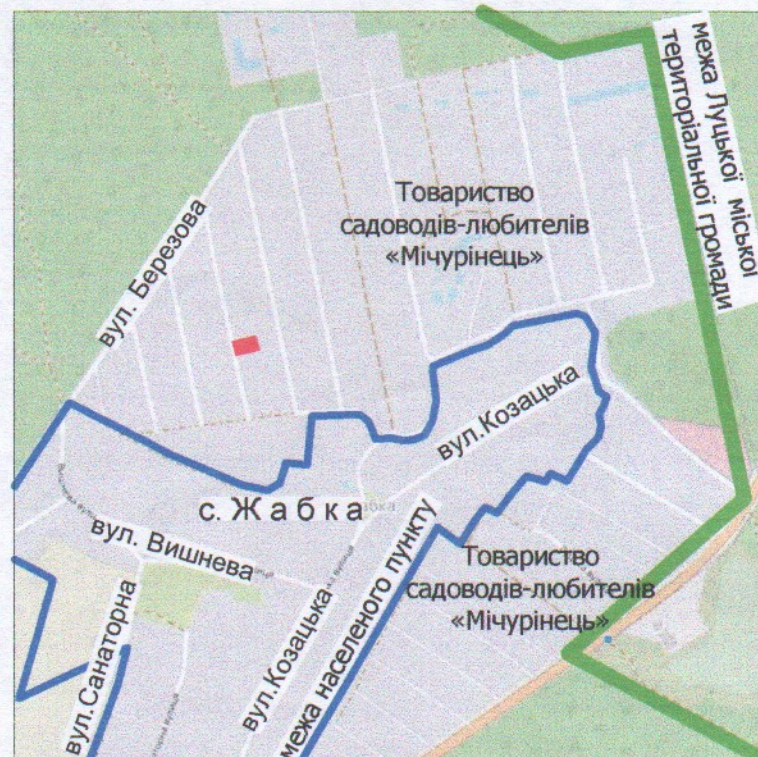 межа Луцької міської
територіальної громади
Товариство
садоводів-любителів
«Мічурінець»
вул. Березова
вул.Козацька
с. Жабка
вул. Вишнева
межа населеного пункту
Товариство
садоводів-любителів
«Мічурінець»
вул.Санаторна
вул.Козацька